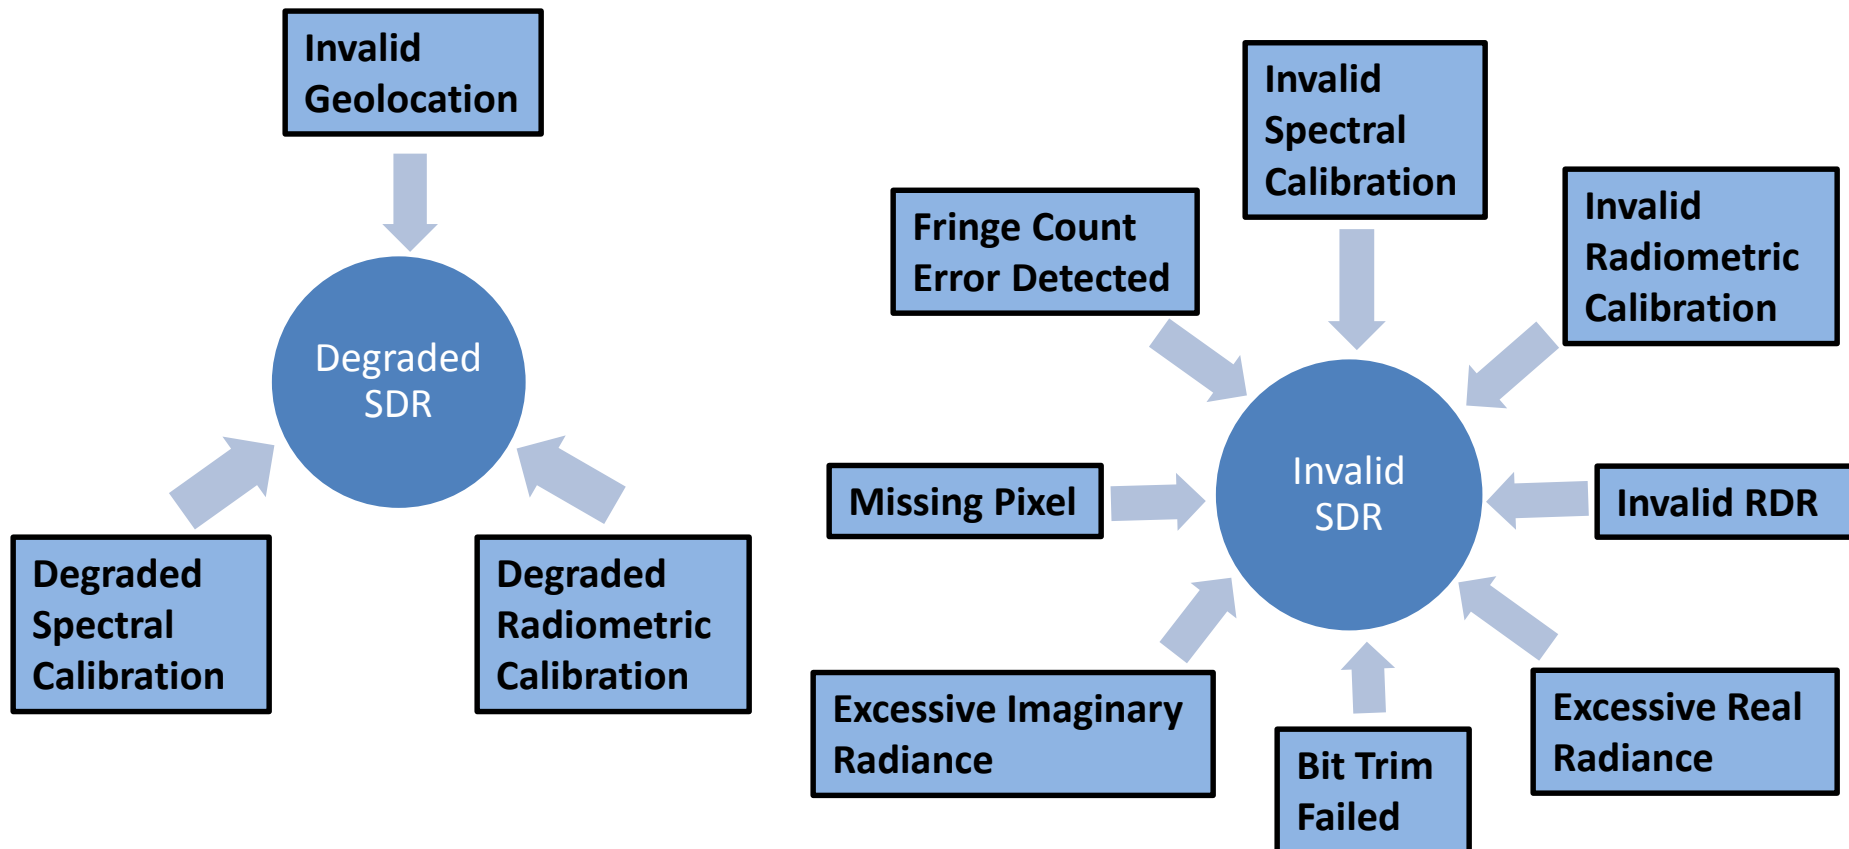 Invalid
Geolocation
Degraded
SDR
Degraded
Spectral
Calibration
Degraded
Radiometric
Calibration
Invalid
Spectral
Calibration
Fringe Count
Error Detected
Invalid
Radiometric
Calibration
Missing Pixel
Invalid
SDR
Invalid RDR
Excessive Imaginary
Radiance
Bit Trim
Failed
Excessive Real
Radiance